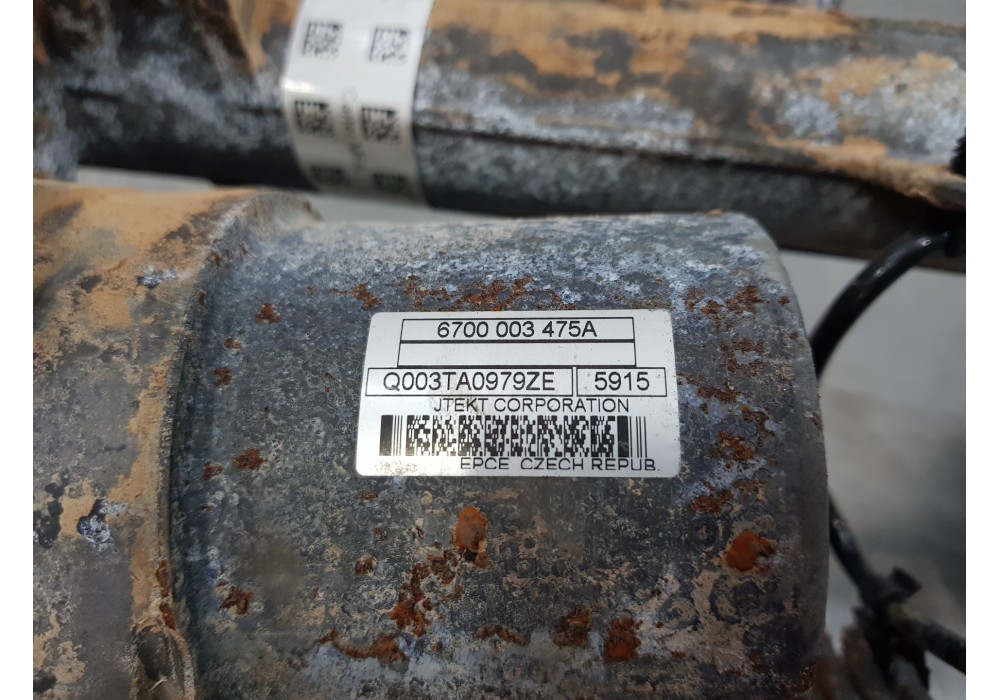 6700 003 475A
Q003TA0979ZE 5915
JTEKT CORPORATION
EPCE CZECH REPUB.